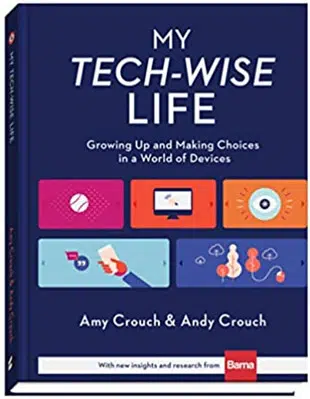 MY
TECH-WISE
LIFE
Growing Up and Making Choices
in a World of Devices
Amy Crouch & Andy Crouch
With new insights and research from Barna
MY TECH-WISE LIFE
Amy Crouch & Andy Crouch